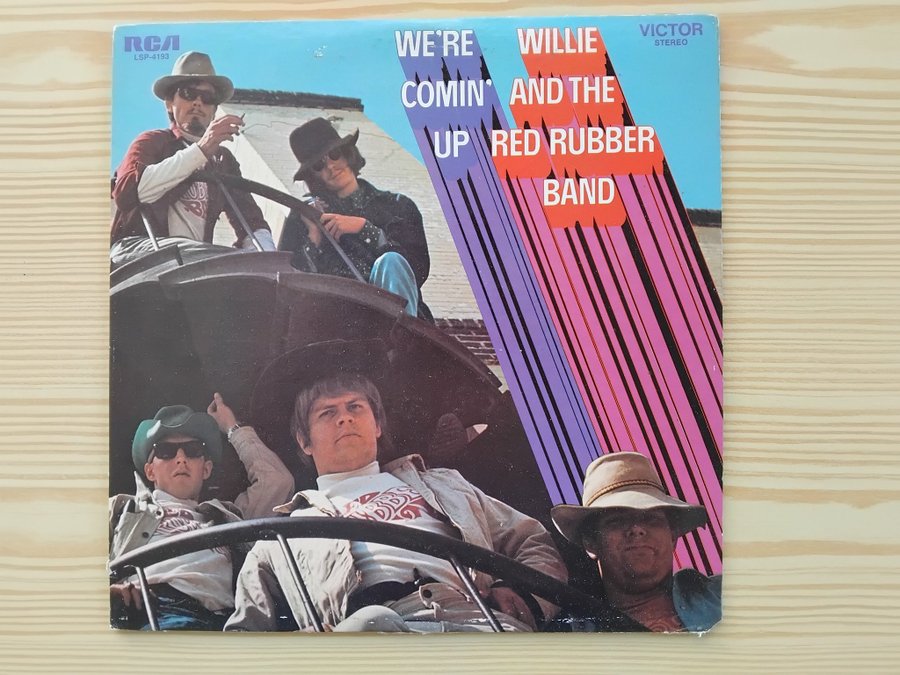 RCA
LSP-4193
WE'RE
COMIN'
UP
WILLIE
AND THE
RED RUBBER
BAND
VICTOR
STEREO